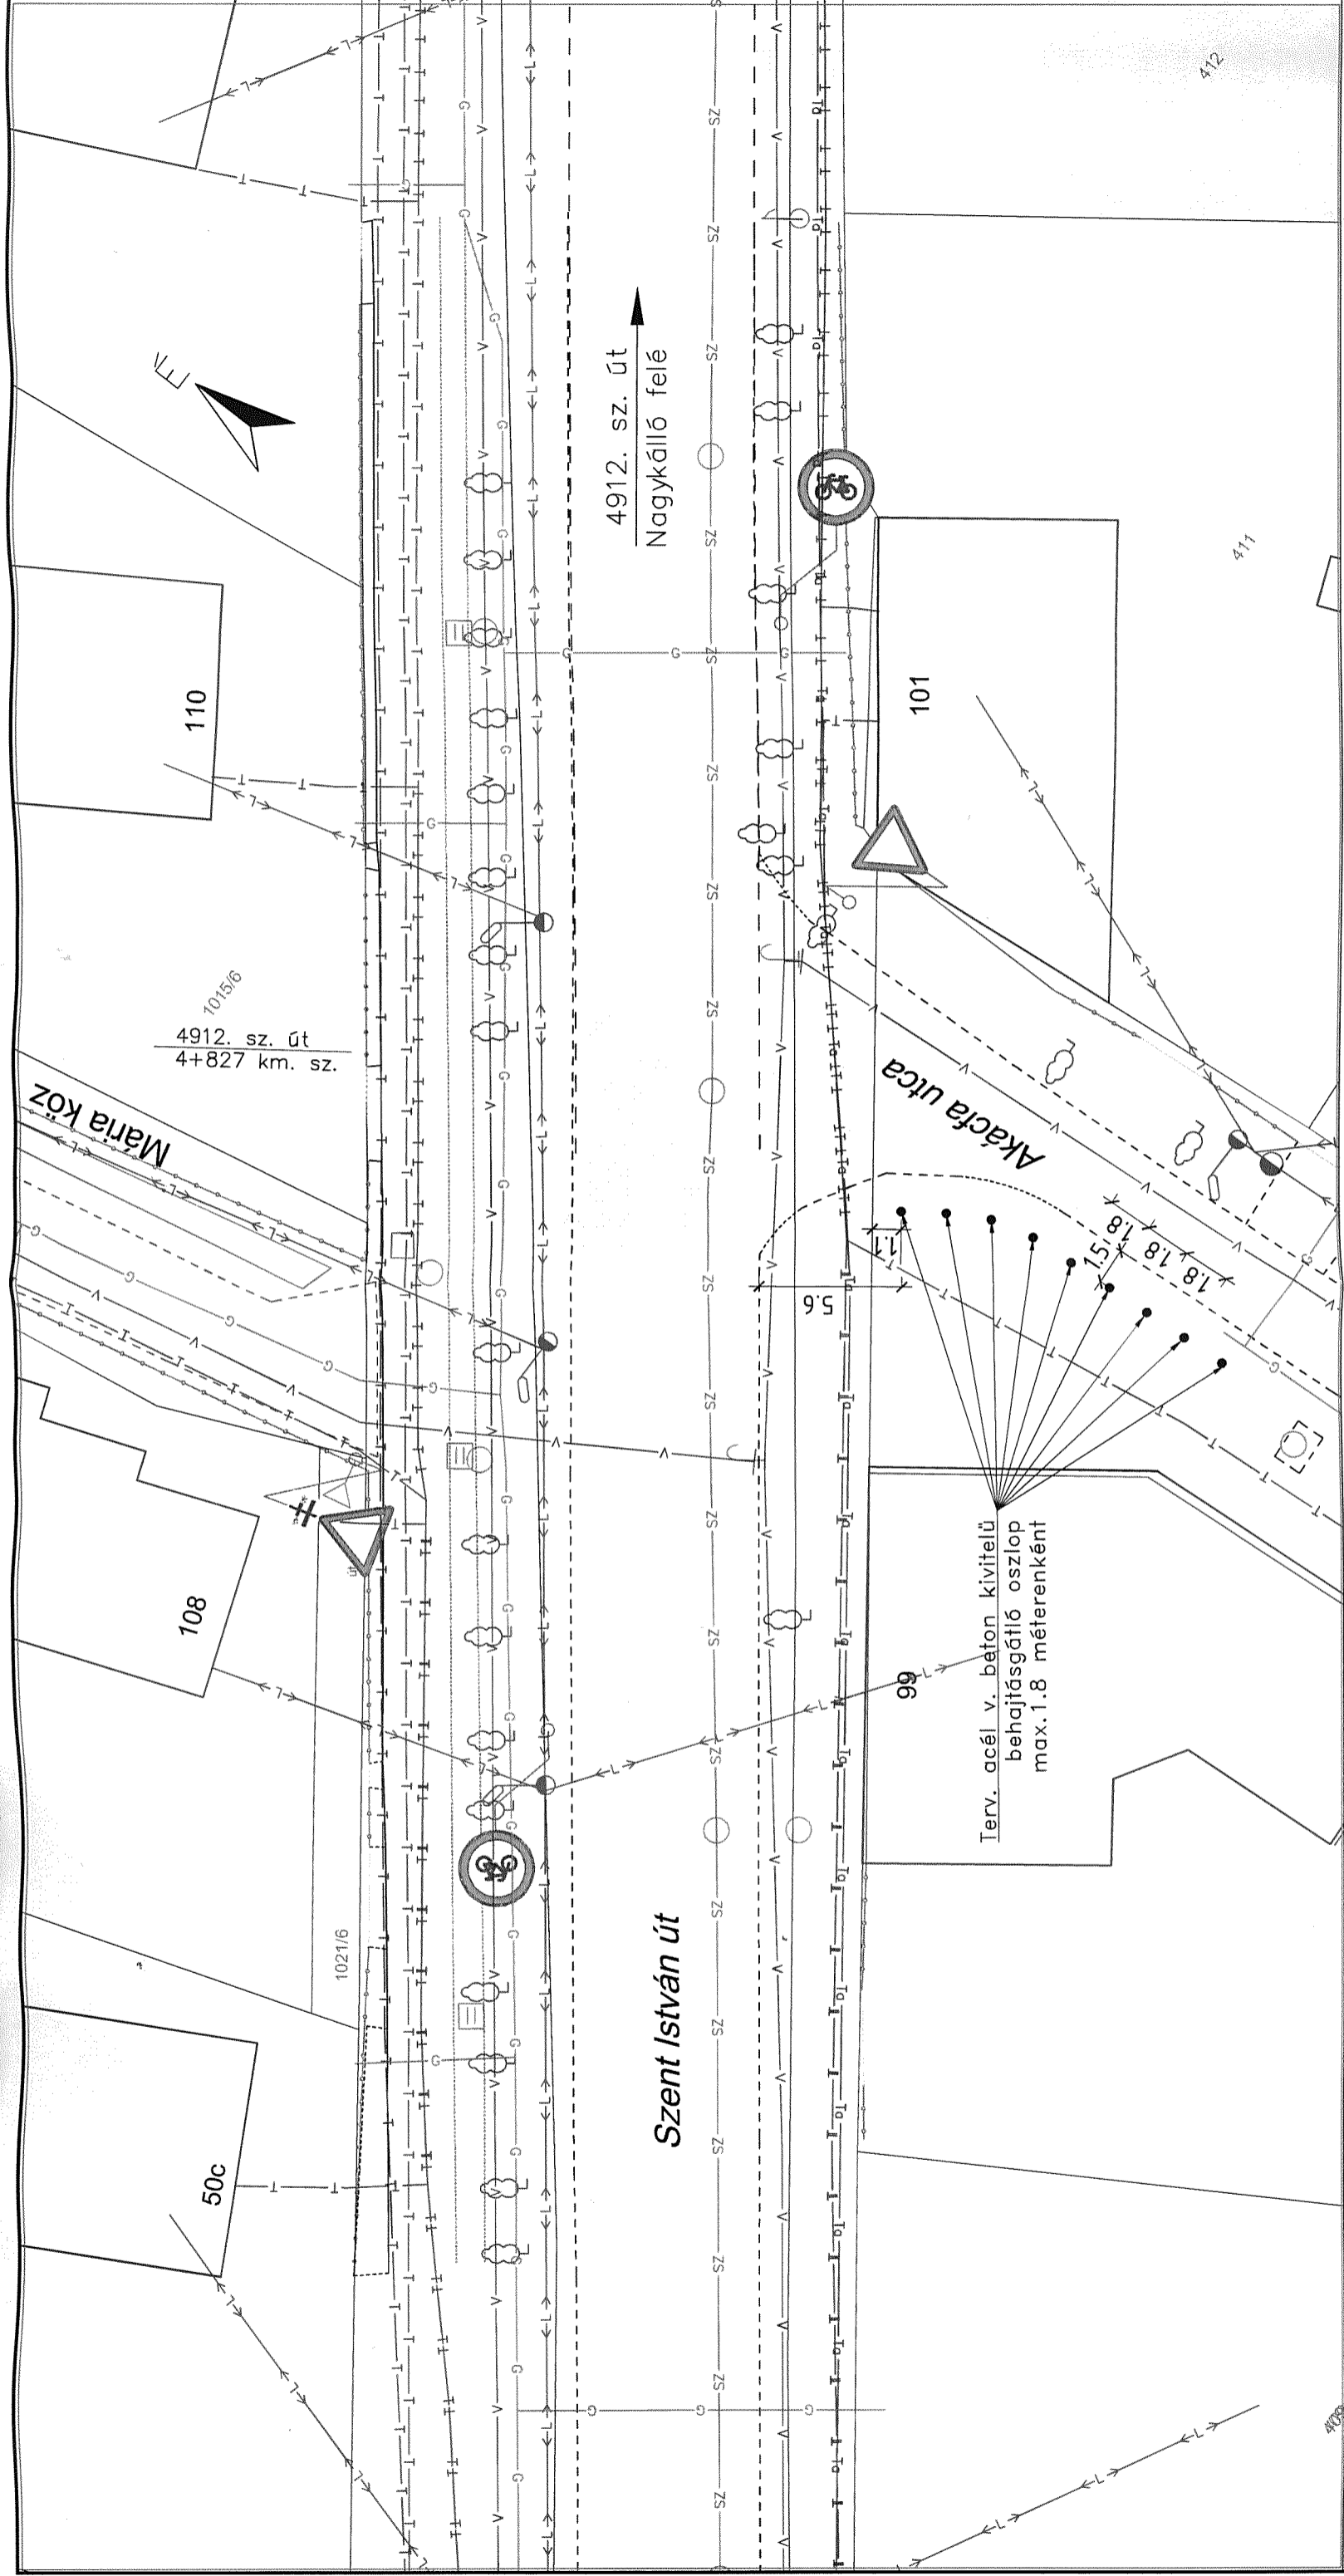 É
4912. sz. út
Nagykálló felé
412
411
110
101
1015/6
4912. sz. út
4+827 km. sz.
Mária köz
Akácfa utca
1.1
5.6
1.5
1.8
1.8
1.8
108
99
Terv. acél v. beton kivitelű
behajtásgátló oszlop
max.1.8 méterenként
1021/6
Szent István út
50c